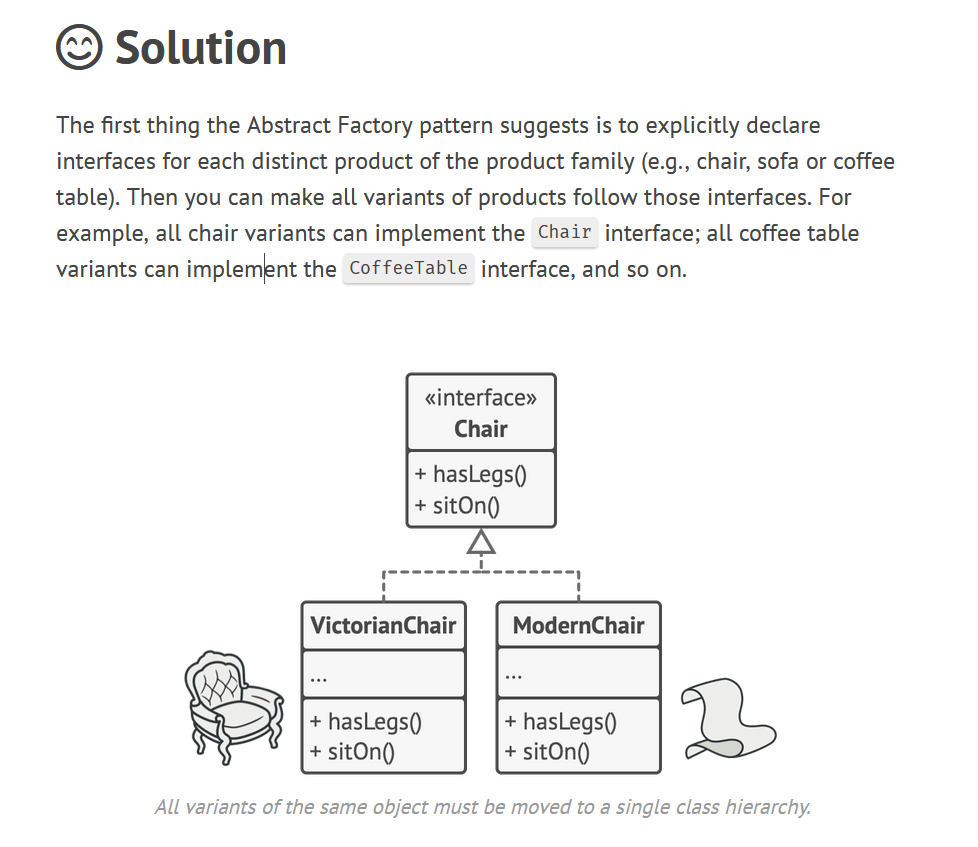 Solution
The first thing the Abstract Factory pattern suggests is to explicitly declare
interfaces for each distinct product of the product family (e.g., chair, sofa or coffee
table). Then you can make all variants of products follow those interfaces. For
example, all chair variants can implement the Chair interface; all coffee table
variants can implement the CoffeeTable interface, and so on.
«interface»
Chair
+ hasLegs()
+ sitOn()
VictorianChair
...
+ hasLegs()
+ sitOn()
ModernChair
...
+ hasLegs()
+ sitOn()
All variants of the same object must be moved to a single class hierarchy.